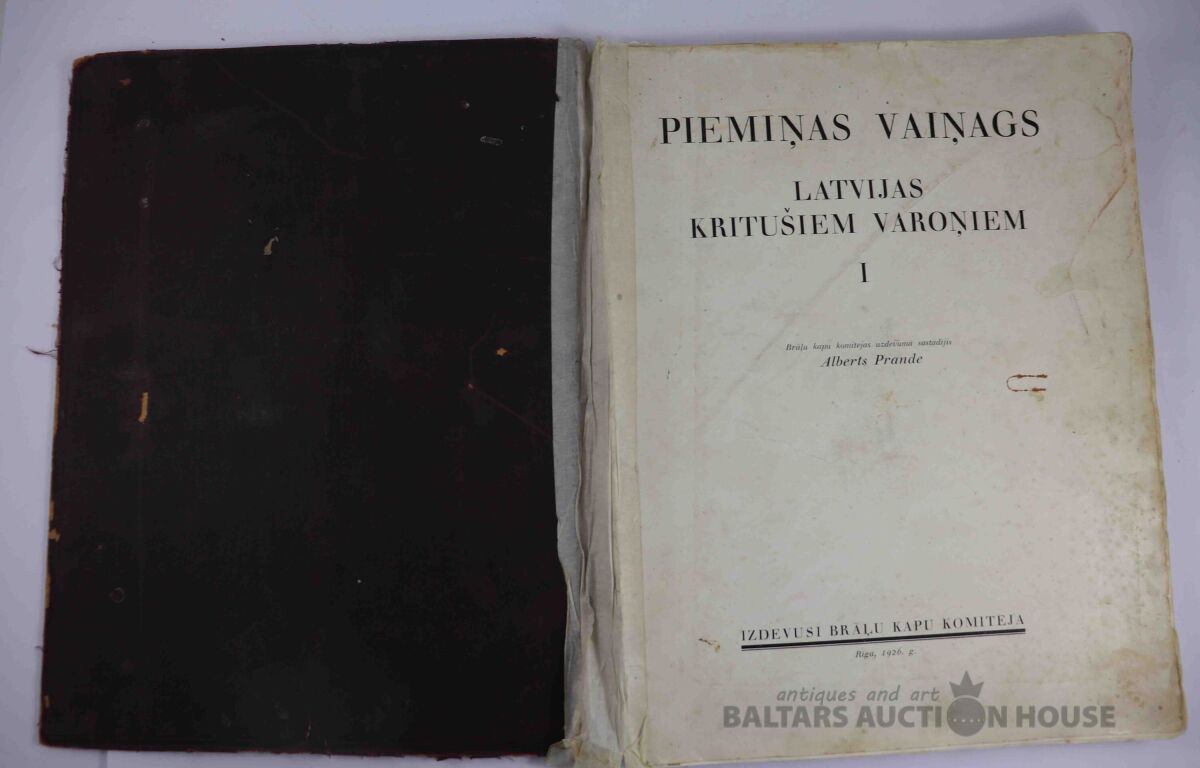 PIEMIŅAS VAIŅAGS
LATVIJAS
KRITUŠIEM VAROŅIEM
I
Brāļu kapu komitejas uzdevumā sastādījis
Alberts Prande
IZDEVUSI BRĀĻU KAPU KOMITEJA
Rīga, 1926. g.
antiques and art
BALTARS AUCTION HOUSE